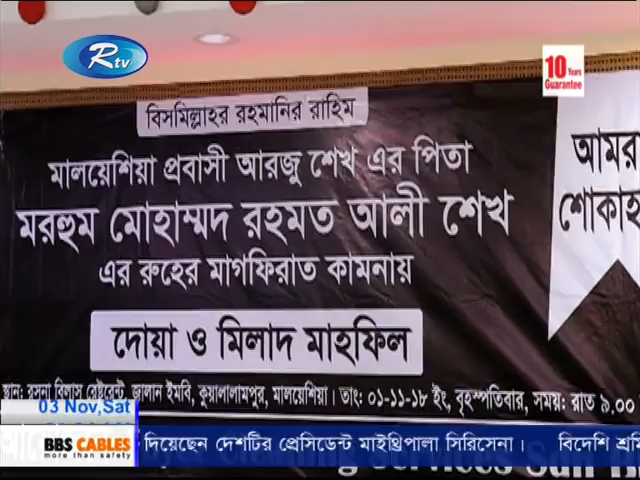 Rtv
10 Years
Guarantee
বিসমিল্লাহর রহমানির রাহিম
মালয়েশিয়া প্রবাসী আরজু শেখ এর পিতা
মরহুম মোহাম্মদ রহমত আলী শেখ
এর রুহের মাগফিরাত কামনায়
দোয়া ও মিলাদ মাহফিল
আমরা
শোকাহ
স্থান: রসনা বিলাস রেষ্টুরেন্ট, জালান ইমবি, কুয়ালালামপুর, মালয়েশিয়া। তাং: ০১-১১-১৮ ইং, বৃহস্পতিবার, সময়: রাত ৯.০০
03 Nov,Sat
BBS CABLES
more than safety
দিয়েছেন দেশটির প্রেসিডেন্ট মাইথ্রিপালা সিরিসেনা। বিদেশি শ্রমি